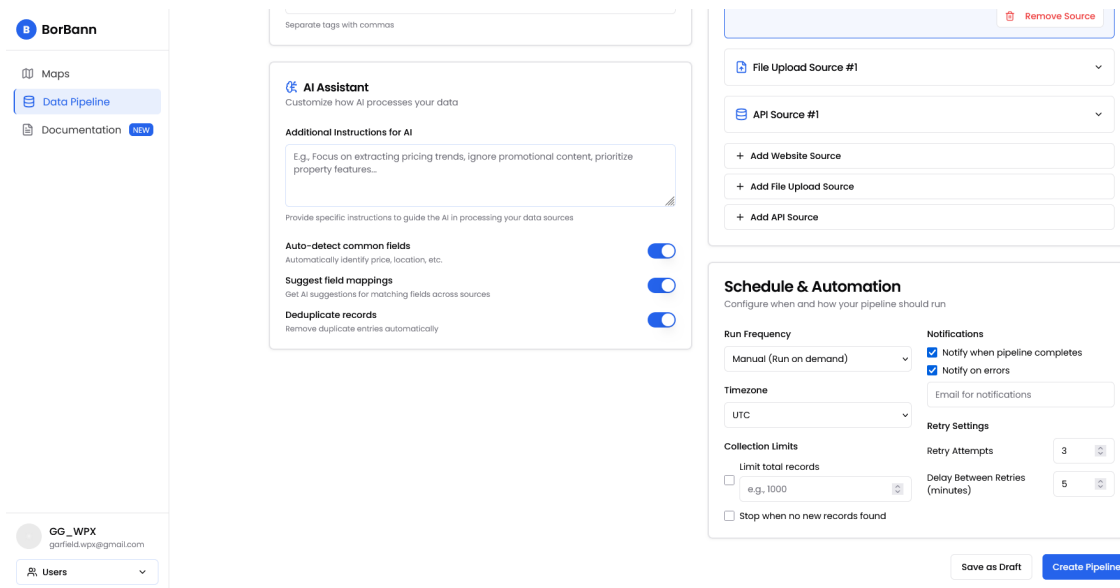 B BorBann
Maps
Data Pipeline
Documentation NEW
GG_WPX
garfield.wpx@gmail.com
Users
Separate tags with commas
AI Assistant
Customize how AI processes your data
Additional Instructions for AI
E.g., Focus on extracting pricing trends, ignore promotional content, prioritize
property features...
Provide specific instructions to guide the AI in processing your data sources
Auto-detect common fields
Automatically identify price, location, etc.
Suggest field mappings
Get AI suggestions for matching fields across sources
Deduplicate records
Remove duplicate entries automatically
Remove Source
File Upload Source #1
API Source #1
+ Add Website Source
+ Add File Upload Source
+ Add API Source
Schedule & Automation
Configure when and how your pipeline should run
Run Frequency
Manual (Run on demand)
Timezone
UTC
Collection Limits
Limit total records
e.g., 1000
Stop when no new records found
Notifications
Notify when pipeline completes
Notify on errors
Email for notifications
Retry Settings
Retry Attempts 3
Delay Between Retries
(minutes) 5
Save as Draft
Create Pipeline